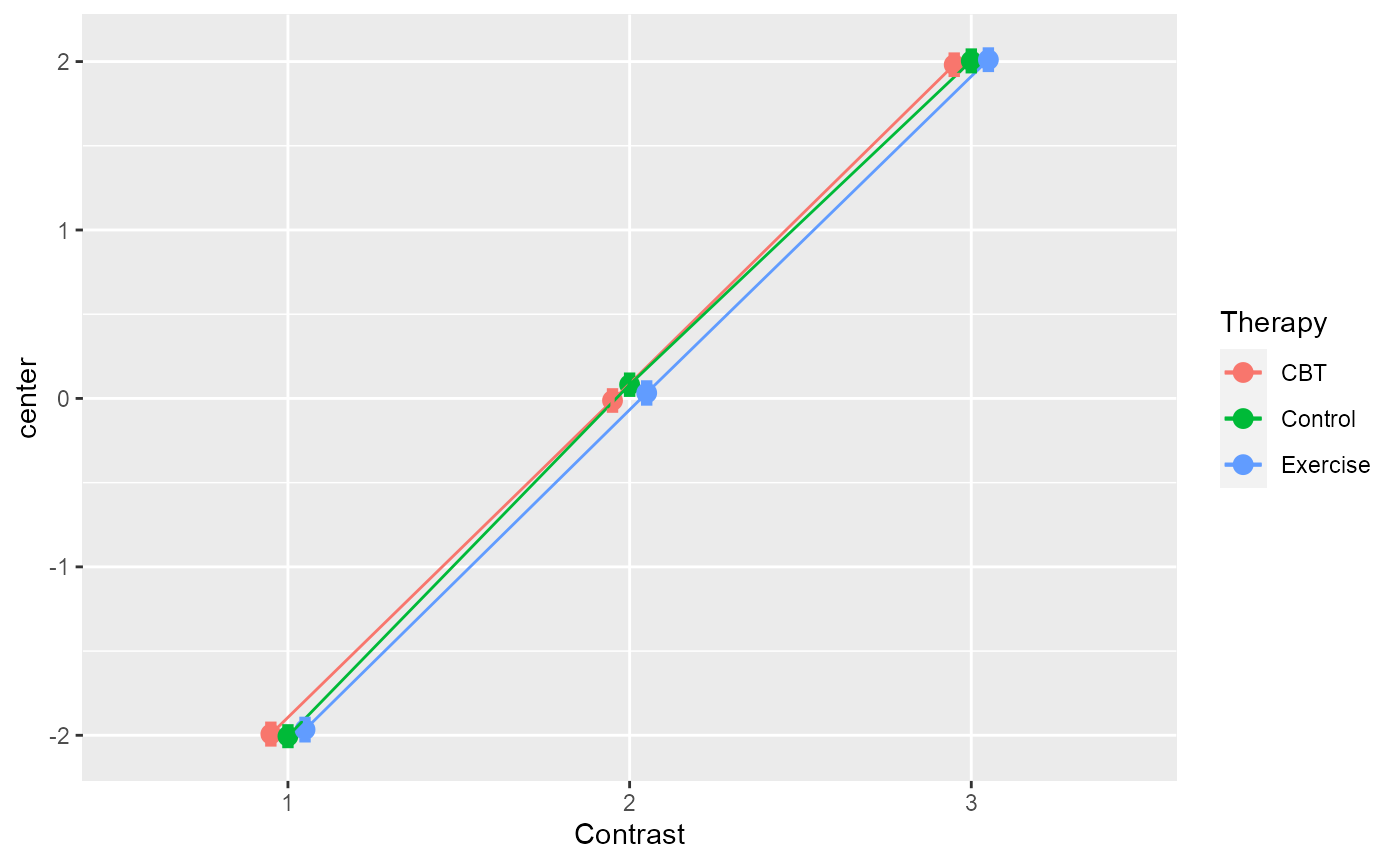 2
1
0
-1
-2
center
1 2 3
Contrast
Therapy
CBT
Control
Exercise